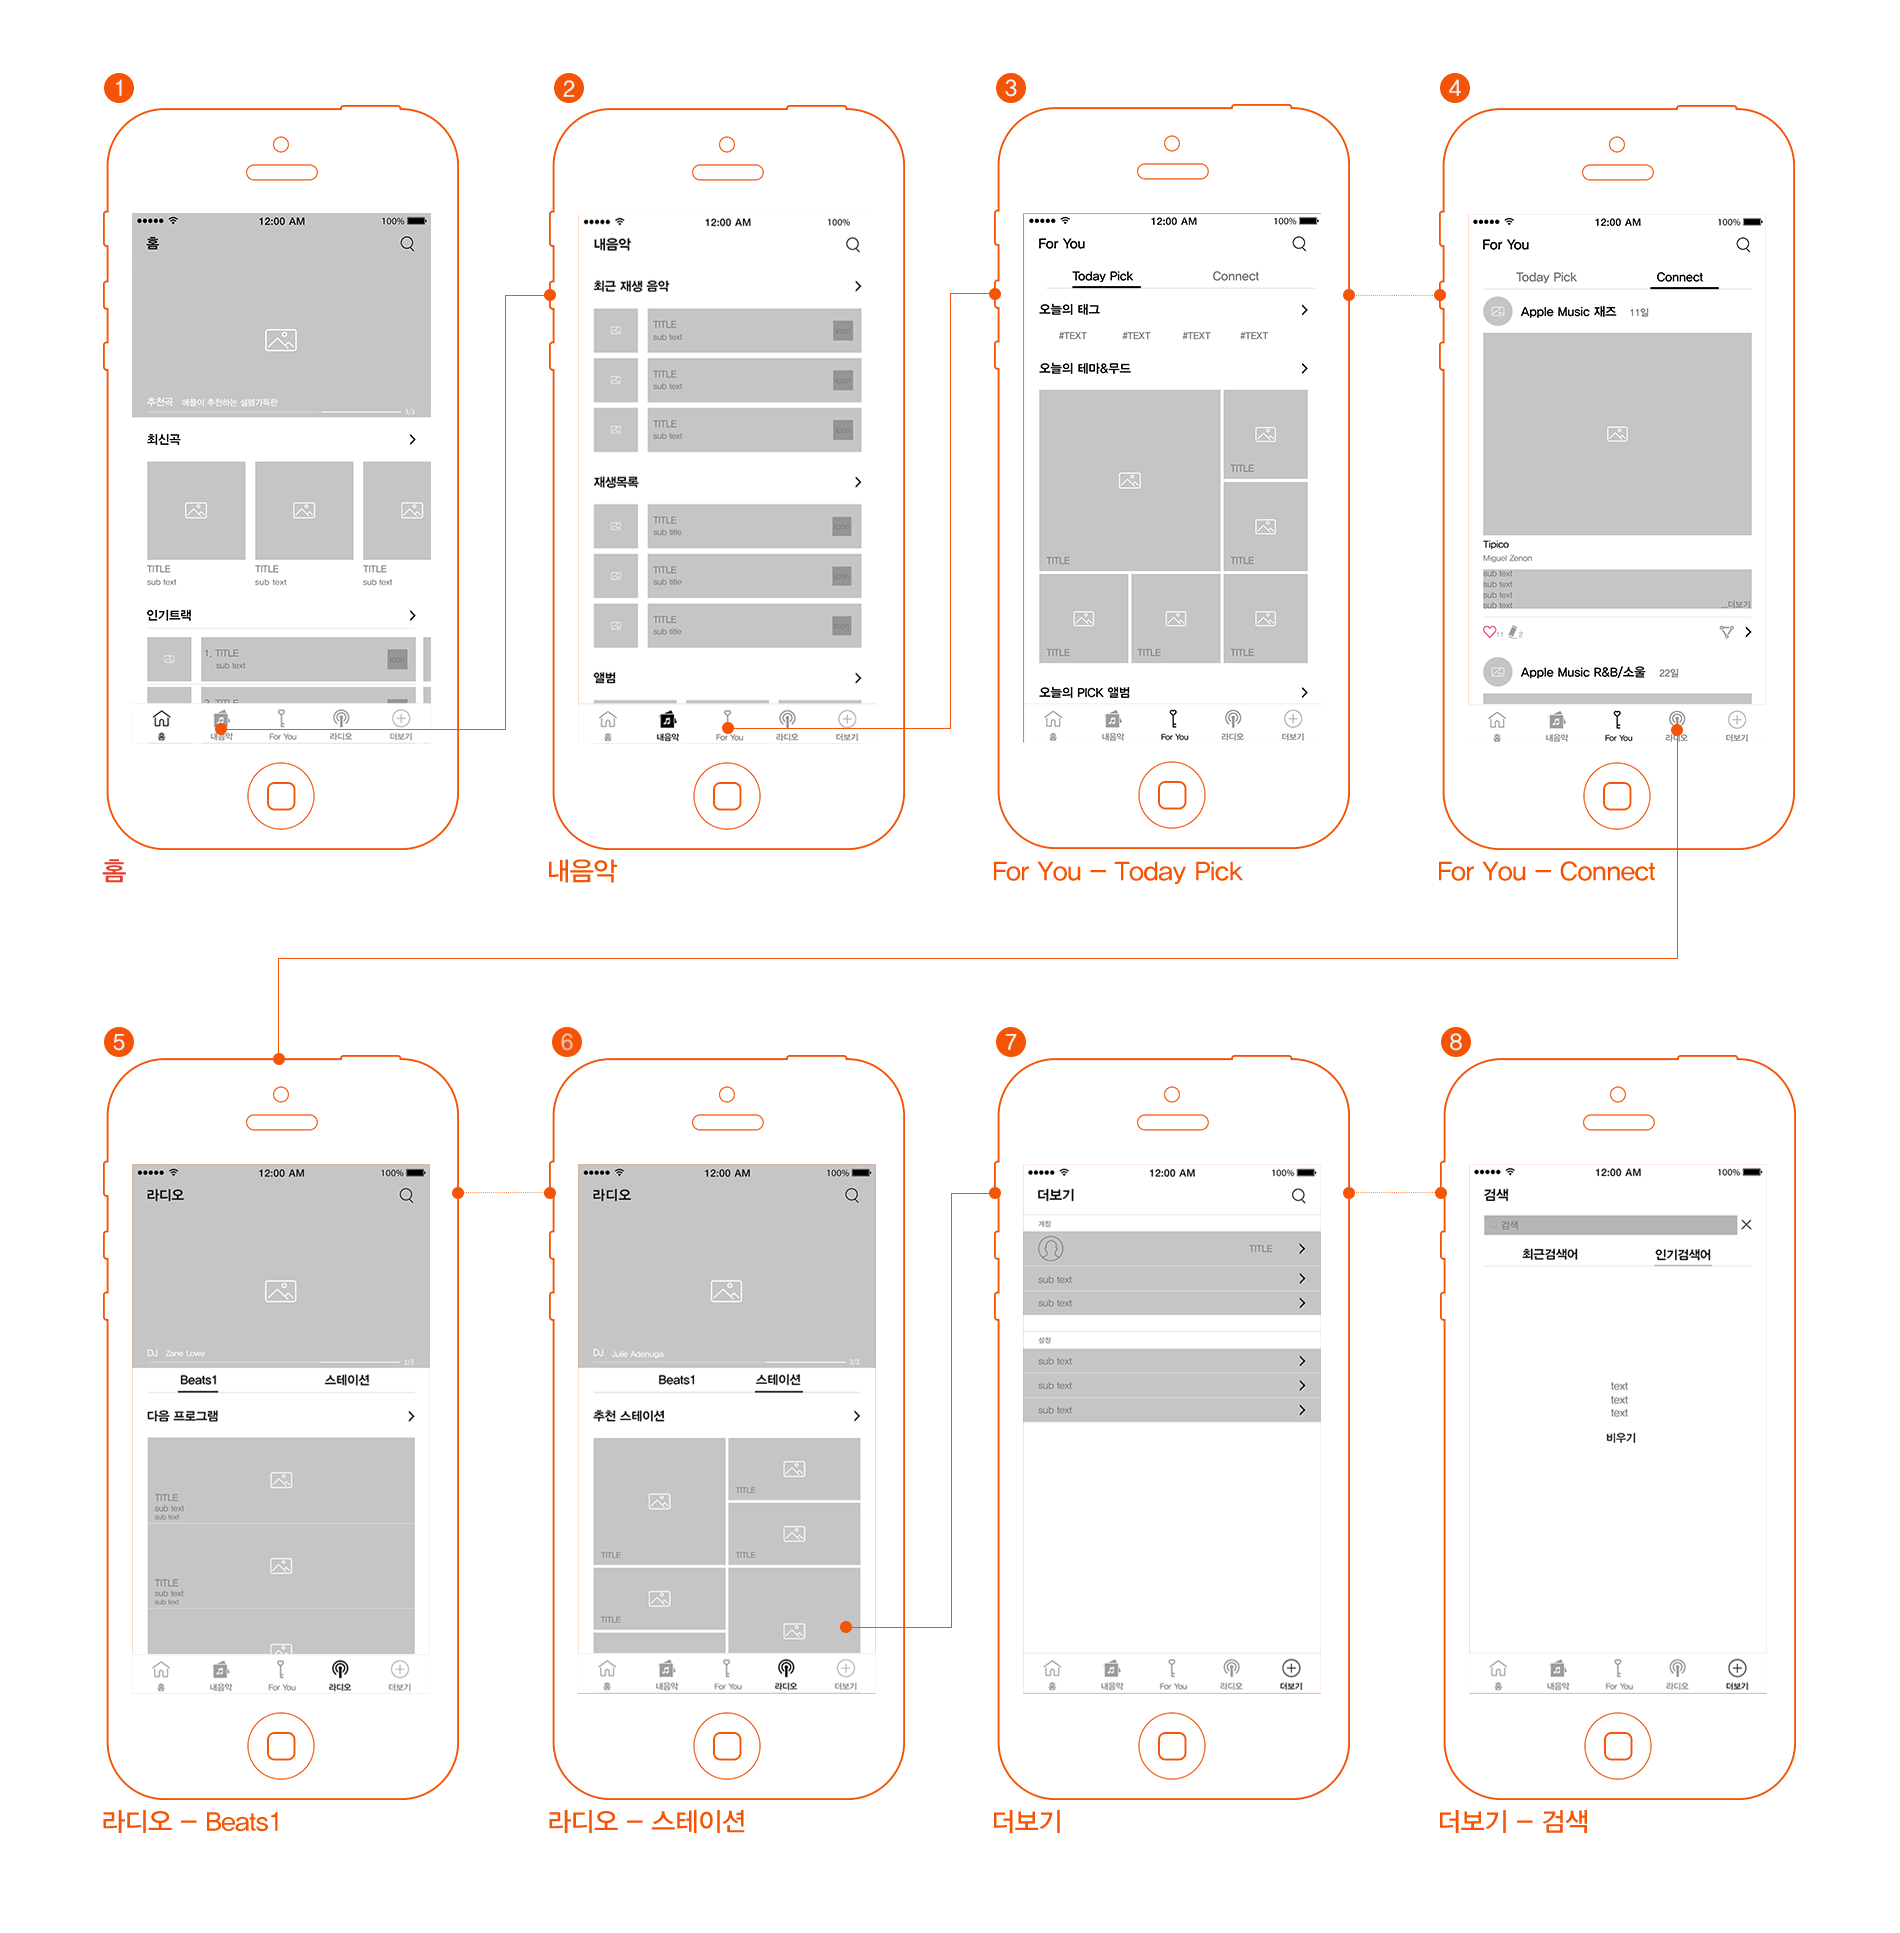 1
12:00 AM 100%
홈
추천곡 애플이 추천하는 설렘가득한
3/3
최신곡
TITLE TITLE TITLE
sub text sub text sub text
인기트랙
1. TITLE
sub text
icon
2. TITLE
홈 내음악 For You 라디오 더보기
홈
2
12:00 AM 100%
내음악
최근 재생 음악
TITLE
sub text
icon
TITLE
sub text
icon
TITLE
sub text
icon
재생목록
TITLE
sub title
icon
TITLE
sub title
icon
TITLE
sub title
icon
앨범
홈 내음악 For You 라디오 더보기
내음악
3
12:00 AM 100%
For You
Today Pick Connect
오늘의 태그
#TEXT #TEXT #TEXT #TEXT
오늘의 테마&무드
TITLE
TITLE
TITLE
TITLE TITLE TITLE
오늘의 PICK 앨범
홈 내음악 For You 라디오 더보기
For You - Today Pick
4
12:00 AM 100%
For You
Today Pick Connect
Apple Music 재즈 11일
Tipico
Miguel Zenon
sub text
sub text
sub text
sub text ...더보기
11 2
Apple Music R&B/소울 22일
홈 내음악 For You 라디오 더보기
For You - Connect
5
12:00 AM 100%
라디오
DJ Zane Lowe
1/3
Beats1 스테이션
다음 프로그램
TITLE
sub text
sub text
TITLE
sub text
sub text
홈 내음악 For You 라디오 더보기
라디오 - Beats1
6
12:00 AM 100%
라디오
DJ Julie Adenuga
3/3
Beats1 스테이션
추천 스테이션
TITLE
TITLE TITLE
TITLE
홈 내음악 For You 라디오 더보기
라디오 - 스테이션
7
12:00 AM 100%
더보기
계정
TITLE
sub text
sub text
설정
sub text
sub text
sub text
홈 내음악 For You 라디오 더보기
더보기
8
12:00 AM 100%
검색
검색
최근검색어 인기검색어
text
text
text
비우기
홈 내음악 For You 라디오 더보기
더보기 - 검색